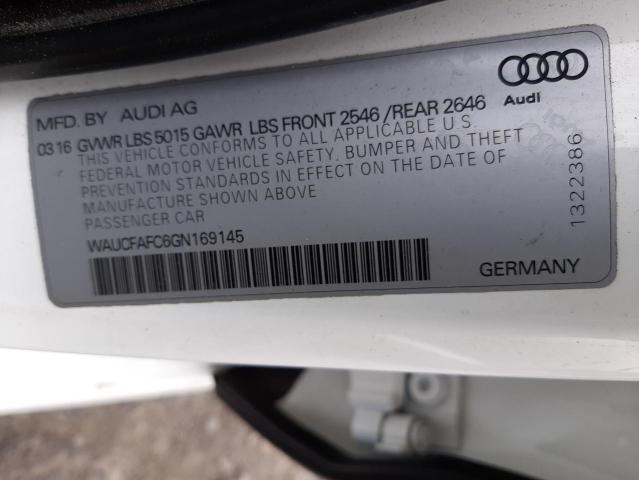 MFD. BY AUDI AG
03 16 GVWR LBS 5015 GAWR LBS FRONT 2546 /REAR 2646
THIS VEHICLE CONFORMS TO ALL APPLICABLE U.S.
FEDERAL MOTOR VEHICLE SAFETY. BUMPER AND THEFT
PREVENTION STANDARDS IN EFFECT ON THE DATE OF
MANUFACTURE SHOWN ABOVE
PASSENGER CAR
WAUCFAFC6GN169145
GERMANY
Audi
1322386